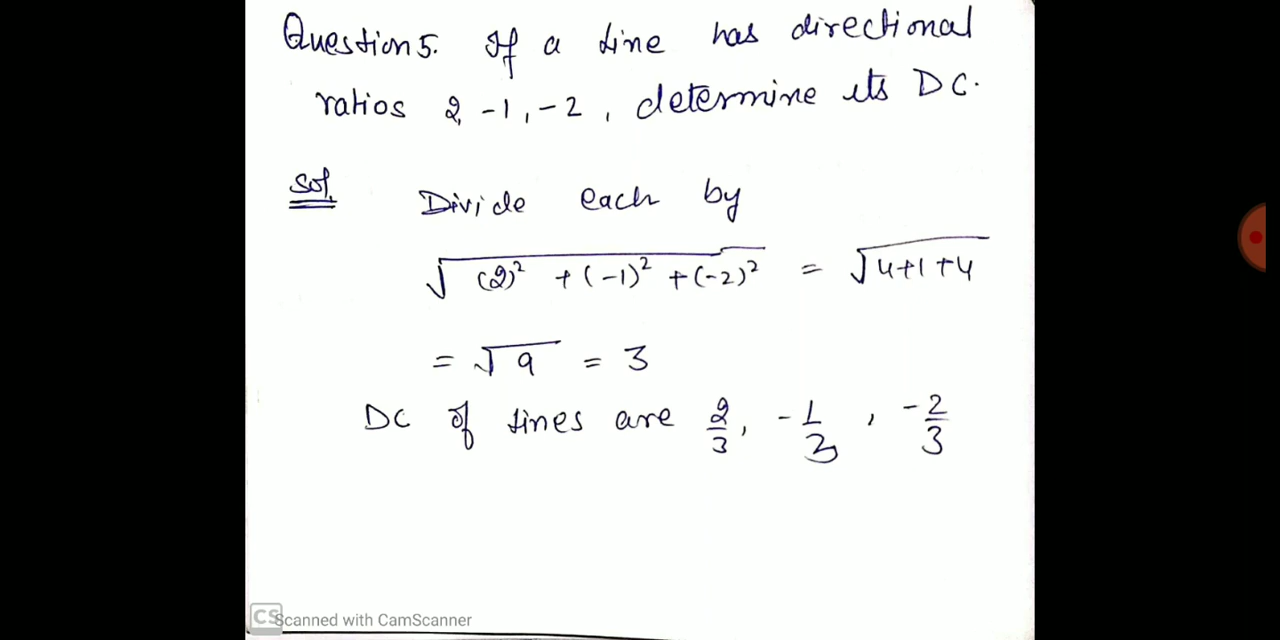 Question 5. If a line has directional
ratios 2, -1, -2, determine its DC.
Sol. Divide each by
√(2)² + (-1)² + (-2)² = √4+1+4
= √9 = 3
DC of lines are 2/3, -1/3, -2/3
CS Scanned with CamScanner